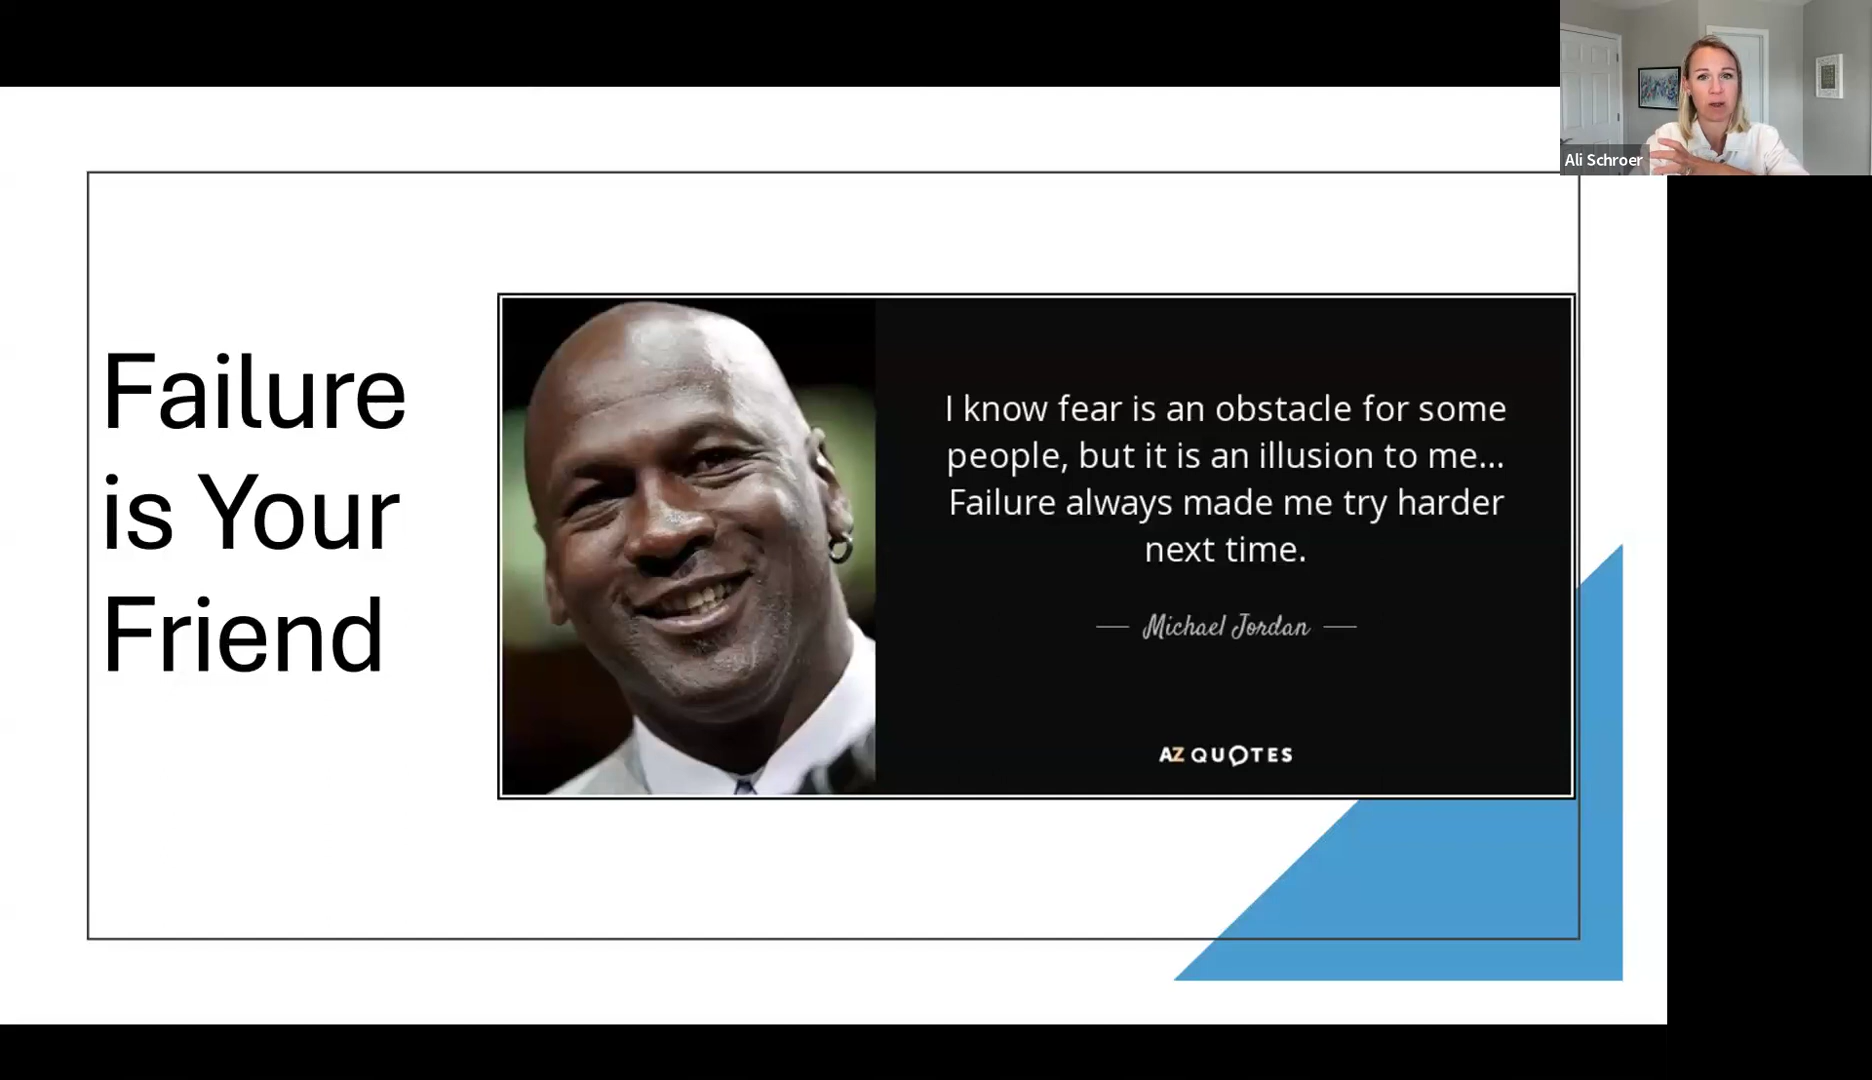 Ali Schroer
Failure
is Your
Friend
I know fear is an obstacle for some
people, but it is an illusion to me...
Failure always made me try harder
next time.
Michael Jordan
AZ QUOTES